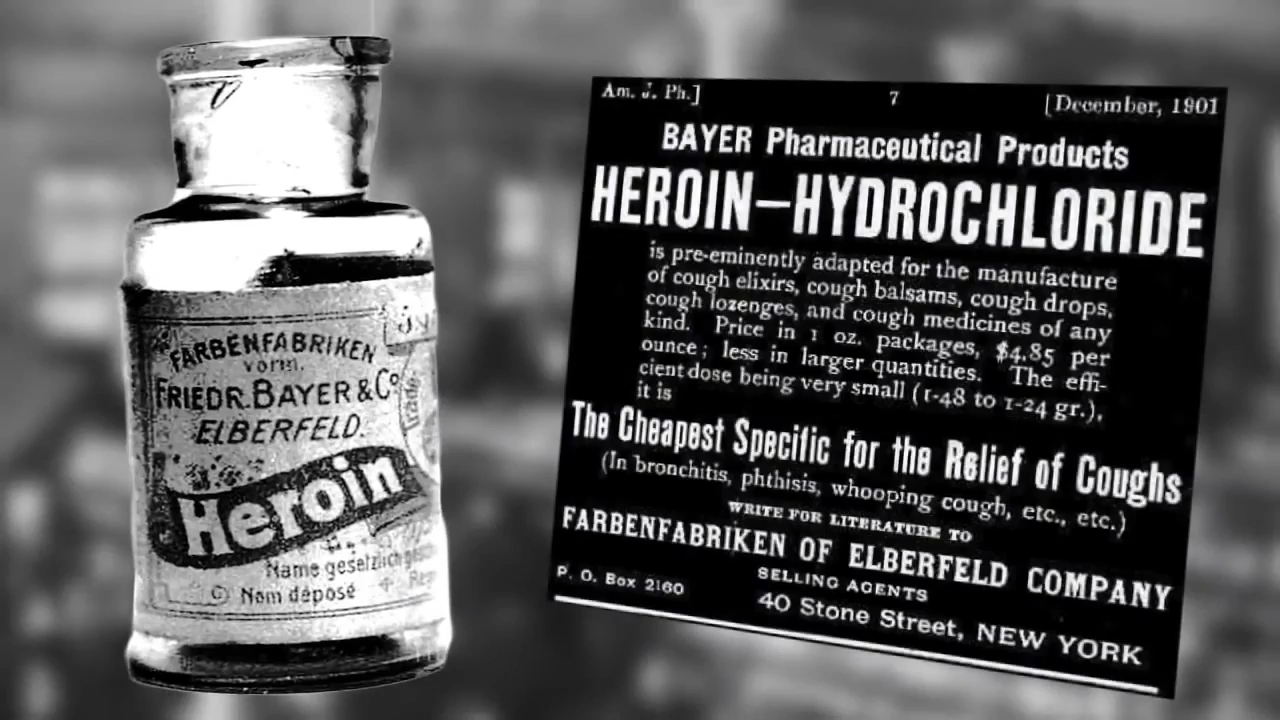 FARBENFABRIKEN
vorm.
FRIEDR. BAYER & Co
ELBERFELD.
Heroin
Name gesetzlich
Nom déposé
Am. J. Ph.]
7
[December, 1901
BAYER Pharmaceutical Products
HEROIN—HYDROCHLORIDE
is pre-eminently adapted for the manufacture
of cough elixirs, cough balsams, cough drops,
cough lozenges, and cough medicines of any
kind. Price in 1 oz. packages, $4.85 per
ounce; less in larger quantities. The effi-
cient dose being very small (1-48 to 1-24 gr.),
it is
The Cheapest Specific for the Relief of Coughs
(In bronchitis, phthisis, whooping cough, etc., etc.)
WRITE FOR LITERATURE TO
FARBENFABRIKEN OF ELBERFELD COMPANY
SELLING AGENTS
P. O. Box 2160
40 Stone Street, NEW YORK